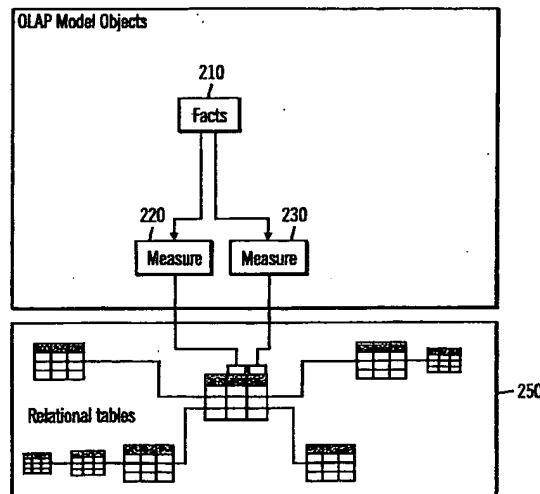 OLAP Model Objects
210
Facts
220
230
Measure
Measure
Relational tables
250